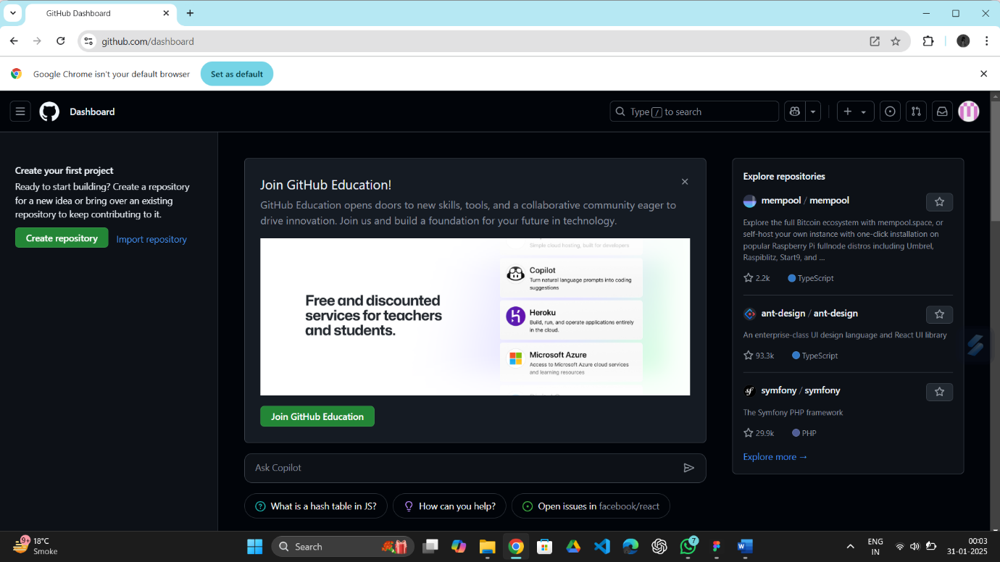 GitHub Dashboard
github.com/dashboard
Google Chrome isn't your default browser
Set as default
Dashboard
Type / to search
Create your first project
Ready to start building? Create a repository
for a new idea or bring over an existing
repository to keep contributing to it.
Create repository
Import repository
Join GitHub Education!
GitHub Education opens doors to new skills, tools, and a collaborative community eager to
drive innovation. Join us and build a foundation for your future in technology.
Free and discounted
services for teachers
and students.
Simple cloud hosting, built for developers
Copilot
Turn natural language prompts into coding
suggestions
Heroku
Build, run, and operate applications entirely
in the cloud.
Microsoft Azure
Access to Microsoft Azure cloud services
and learning resources
Join GitHub Education
Ask Copilot
What is a hash table in JS?
How can you help?
Open issues in facebook/react
Explore repositories
mempool / mempool
Explore the full Bitcoin ecosystem with mempool.space, or
self-host your own instance with one-click installation on
popular Raspberry Pi fullnode distros including Umbrel,
Raspiblitz, Start9, and ...
2.2k
TypeScript
ant-design / ant-design
An enterprise-class UI design language and React UI library
93.3k
TypeScript
symfony / symfony
sf
The Symfony PHP framework
29.9k
PHP
Explore more →
9+
18°C
Smoke
Search
7
ENG
IN
00:03
31-01-2025